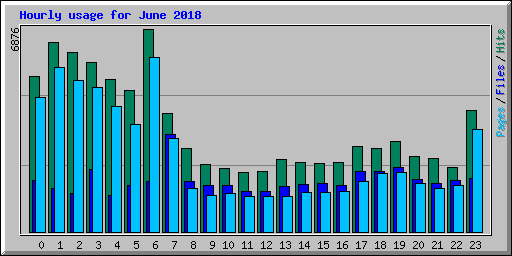 Hourly usage for June 2018
6876
Pages/Files/Hits
0 1 2 3 4 5 6 7 8 9 10 11 12 13 14 15 16 17 18 19 20 21 22 23